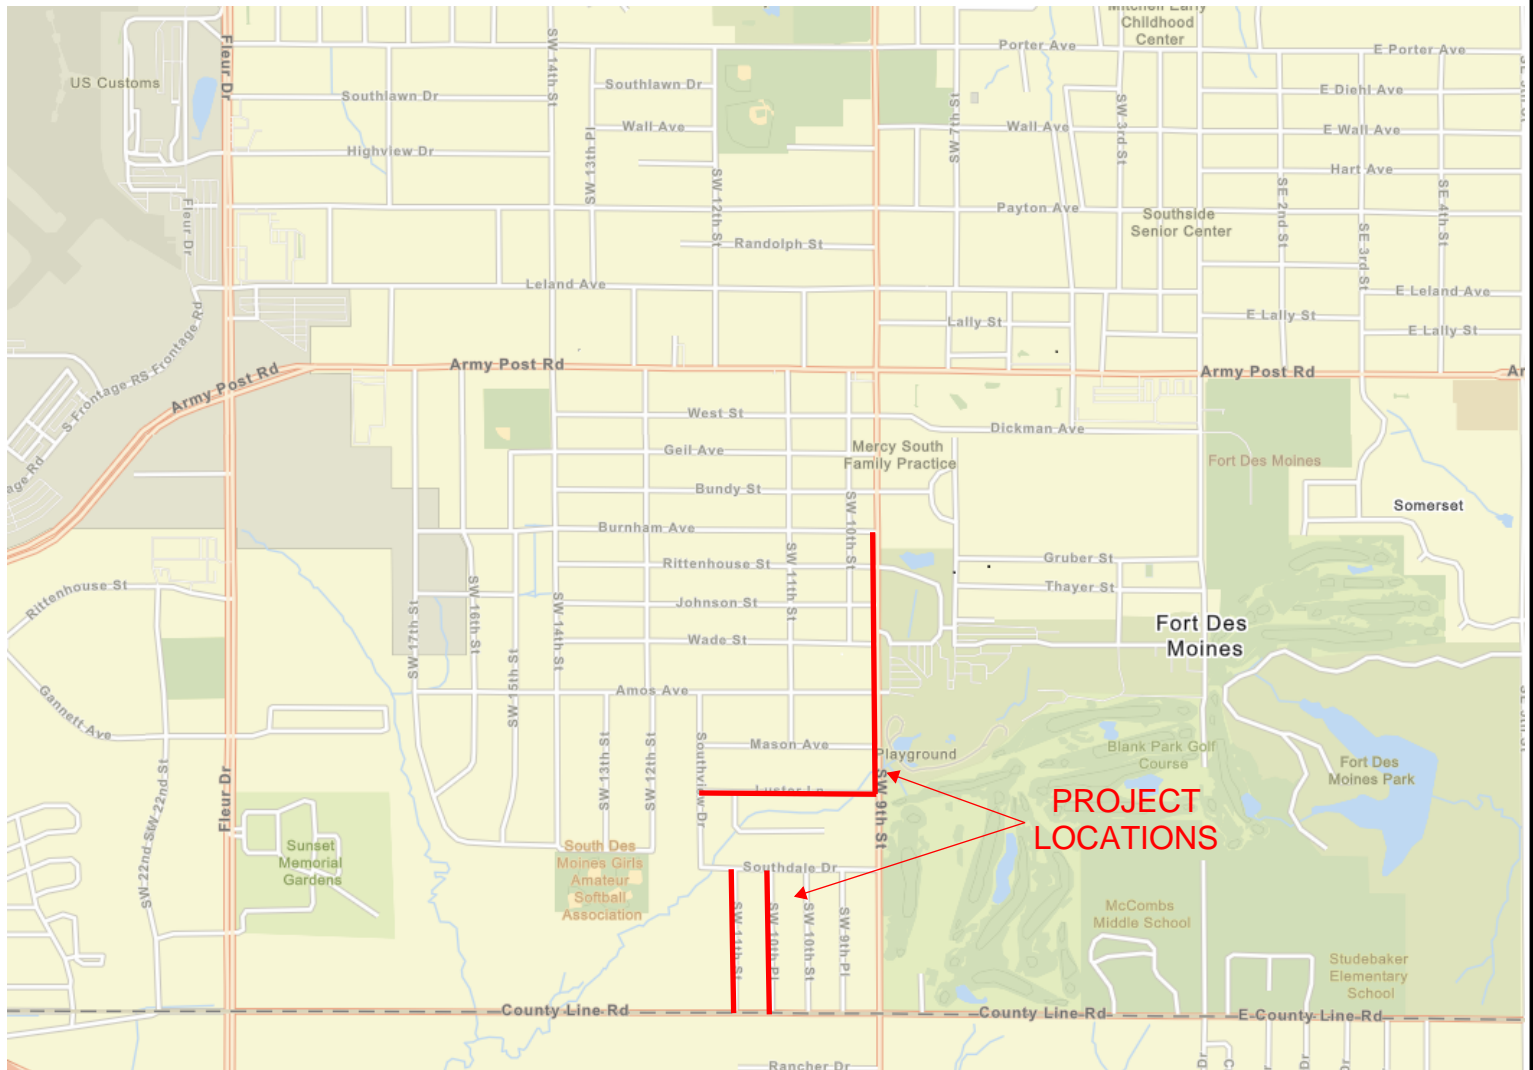 Mitchell Early
Childhood
Center
SW 14th St
Fleur Dr
Porter Ave
E Porter Ave
US Customs
Southlawn Dr
Southlawn Dr
E Diehl Ave
SW 7th St
SW 3rd St
Wall Ave
Wall Ave
E Wall Ave
SW 13th Pl
Highview Dr
Hart Ave
SW 12th St
SE 2nd St
SE 4th St
Fleur Dr
Payton Ave
Southside
Senior Center
SE 3rd St
Randolph St
Leland Ave
E Leland Ave
S Frontage RS Frontage Rd
Lally St
E Lally St
E Lally St
Army Post Rd
Army Post Rd
Army Post Rd
Ar
West St
Dickman Ave
Geil Ave
Mercy South
Family Practice
Fort Des Moines
age Rd
Bundy St
SW 10th St
Somerset
Burnham Ave
Rittenhouse St
SW 11th St
Gruber St
Rittenhouse St
Thayer St
SW 17th St
SW 16th St
SW 14th St
Johnson St
Fort Des
Moines
Wade St
SW 15th St
Gannett Ave
Amos Ave
Mason Ave
Playground
Blank Park Golf
Course
Fort Des
Moines Park
SW 22nd SW 22nd St
Fleur Dr
SW 13th St
SW 12th St
Southview Dr
Luster Ln
SW 9th St
PROJECT
LOCATIONS
Sunset
Memorial
Gardens
South Des
Moines Girls
Amateur
Softball
Association
Southdale Dr
SW 11th St
SW 10th Pl
SW 10th St
SW 9th Pl
McCombs
Middle School
Studebaker
Elementary
School
County Line Rd
County Line Rd
E County Line Rd
Rancher Dr
Dr
Dr
Dr